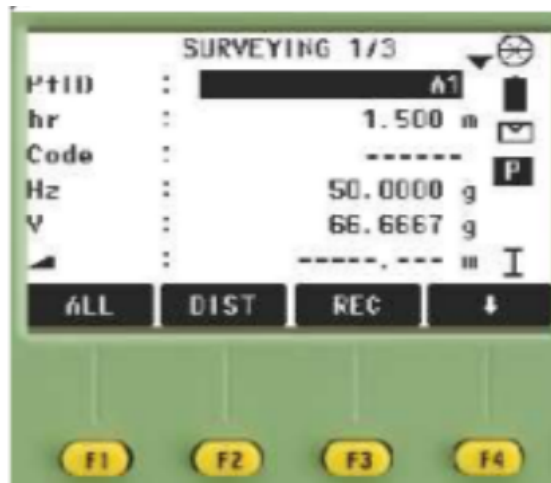 SURVEYING 1/3
PtID : A1
hr : 1.500 m
Code : ------
Hz : 50.0000 g
V : 66.6667 g
: -----.--- m
P
I
ALL DIST REC
F1 F2 F3 F4